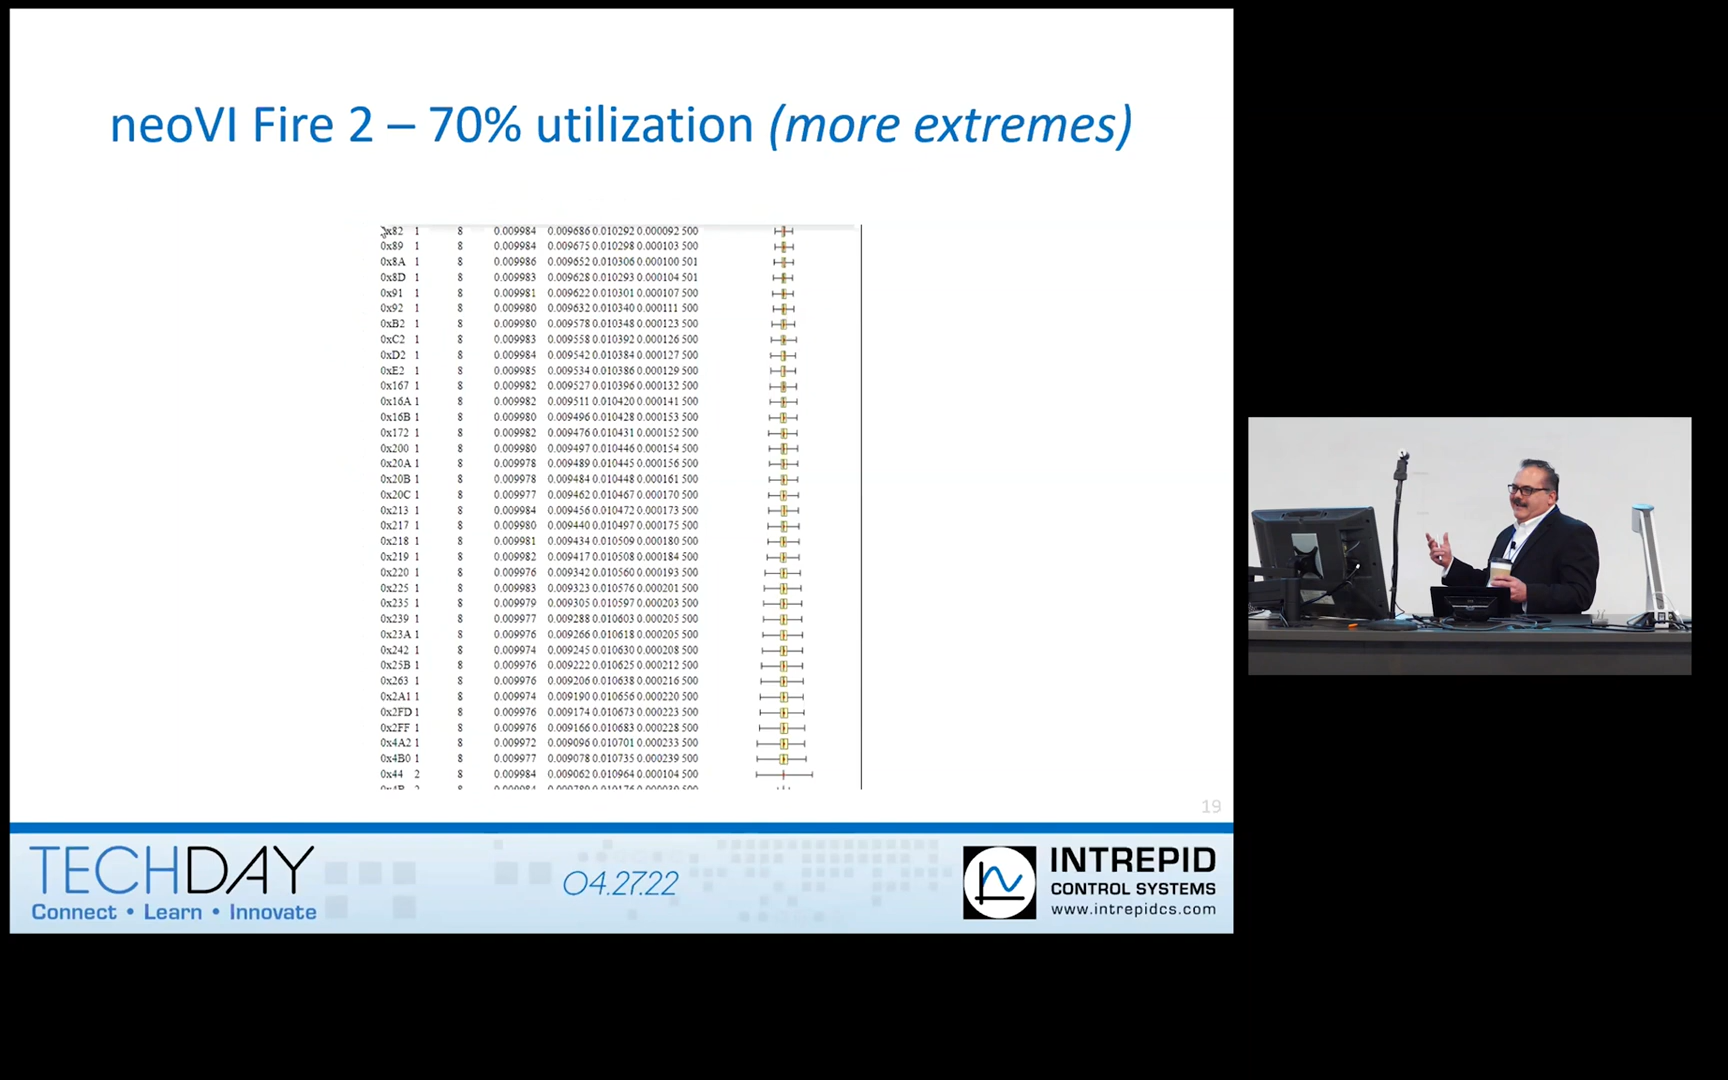 neoVI Fire 2 – 70% utilization (more extremes)
0x82 1 8 0.009984 0.009686 0.010292 0.000092 500
0x89 1 8 0.009984 0.009675 0.010298 0.000103 500
0x8A 1 8 0.009986 0.009652 0.010306 0.000100 501
0x8D 1 8 0.009983 0.009628 0.010293 0.000104 501
0x91 1 8 0.009981 0.009622 0.010301 0.000107 500
0x92 1 8 0.009980 0.009632 0.010340 0.000111 500
0xB2 1 8 0.009980 0.009578 0.010348 0.000123 500
0xC2 1 8 0.009983 0.009558 0.010392 0.000126 500
0xD2 1 8 0.009984 0.009542 0.010384 0.000127 500
0xE2 1 8 0.009985 0.009534 0.010386 0.000129 500
0x167 1 8 0.009982 0.009527 0.010396 0.000132 500
0x16A 1 8 0.009982 0.009511 0.010420 0.000141 500
0x16B 1 8 0.009980 0.009496 0.010428 0.000153 500
0x172 1 8 0.009982 0.009476 0.010431 0.000152 500
0x200 1 8 0.009980 0.009497 0.010446 0.000154 500
0x20A 1 8 0.009978 0.009489 0.010445 0.000156 500
0x20B 1 8 0.009978 0.009484 0.010448 0.000161 500
0x20C 1 8 0.009977 0.009462 0.010467 0.000170 500
0x213 1 8 0.009984 0.009456 0.010472 0.000173 500
0x217 1 8 0.009980 0.009440 0.010497 0.000175 500
0x218 1 8 0.009981 0.009434 0.010509 0.000180 500
0x219 1 8 0.009982 0.009417 0.010508 0.000184 500
0x220 1 8 0.009976 0.009342 0.010560 0.000193 500
0x225 1 8 0.009983 0.009323 0.010576 0.000201 500
0x235 1 8 0.009979 0.009305 0.010597 0.000203 500
0x239 1 8 0.009977 0.009288 0.010603 0.000205 500
0x23A 1 8 0.009976 0.009266 0.010618 0.000205 500
0x242 1 8 0.009974 0.009245 0.010630 0.000208 500
0x25B 1 8 0.009976 0.009222 0.010625 0.000212 500
0x263 1 8 0.009976 0.009206 0.010638 0.000216 500
0x2A1 1 8 0.009974 0.009190 0.010656 0.000220 500
0x2FD 1 8 0.009976 0.009174 0.010673 0.000223 500
0x2FF 1 8 0.009976 0.009166 0.010683 0.000228 500
0x4A2 1 8 0.009972 0.009096 0.010701 0.000233 500
0x4B0 1 8 0.009977 0.009078 0.010735 0.000239 500
0x44 2 8 0.009984 0.009062 0.010964 0.000104 500
19
TECHDAY
Connect • Learn • Innovate
04.27.22
INTREPID
CONTROL SYSTEMS
www.intrepidcs.com